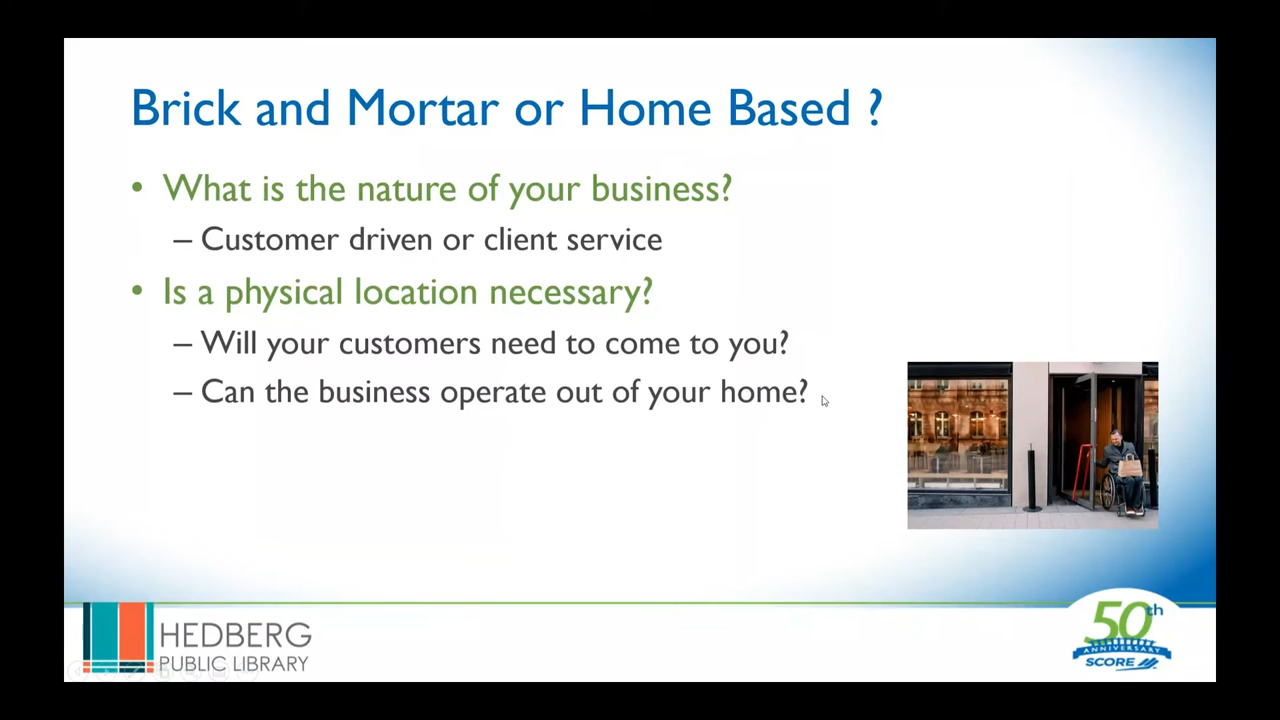 Brick and Mortar or Home Based ?
• What is the nature of your business?
– Customer driven or client service
• Is a physical location necessary?
– Will your customers need to come to you?
– Can the business operate out of your home?
HEDBERG
PUBLIC LIBRARY
50th
ANNIVERSARY
SCORE